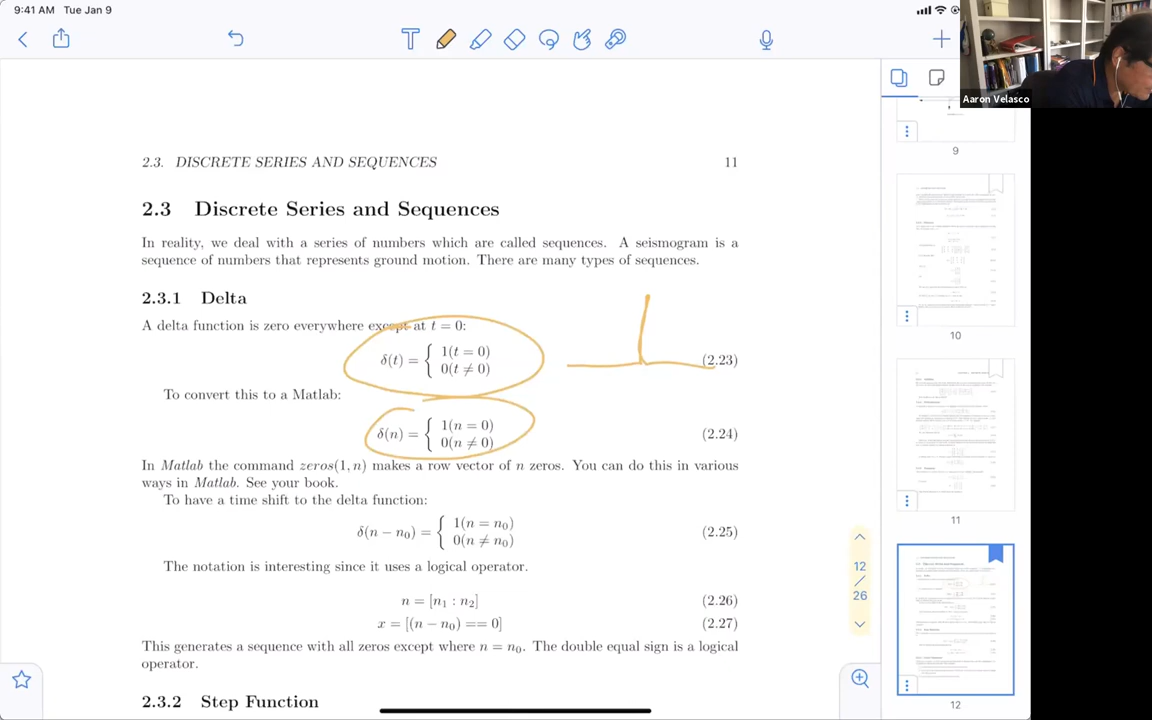 9:41 AM Tue Jan 9
Aaron Velasco
2.3. DISCRETE SERIES AND SEQUENCES 11
2.3 Discrete Series and Sequences
In reality, we deal with a series of numbers which are called sequences. A seismogram is a
sequence of numbers that represents ground motion. There are many types of sequences.
2.3.1 Delta
A delta function is zero everywhere except at t = 0:
δ(t) = { 1(t = 0)
0(t ≠ 0) (2.23)
To convert this to a Matlab:
δ(n) = { 1(n = 0)
0(n ≠ 0) (2.24)
In Matlab the command zeros(1, n) makes a row vector of n zeros. You can do this in various
ways in Matlab. See your book.
To have a time shift to the delta function:
δ(n − n₀) = { 1(n = n₀)
0(n ≠ n₀) (2.25)
The notation is interesting since it uses a logical operator.
n = [n₁ : n₂] (2.26)
x = [(n − n₀) == 0] (2.27)
This generates a sequence with all zeros except where n = n₀. The double equal sign is a logical
operator.
2.3.2 Step Function
9
10
11
12
12
/
26